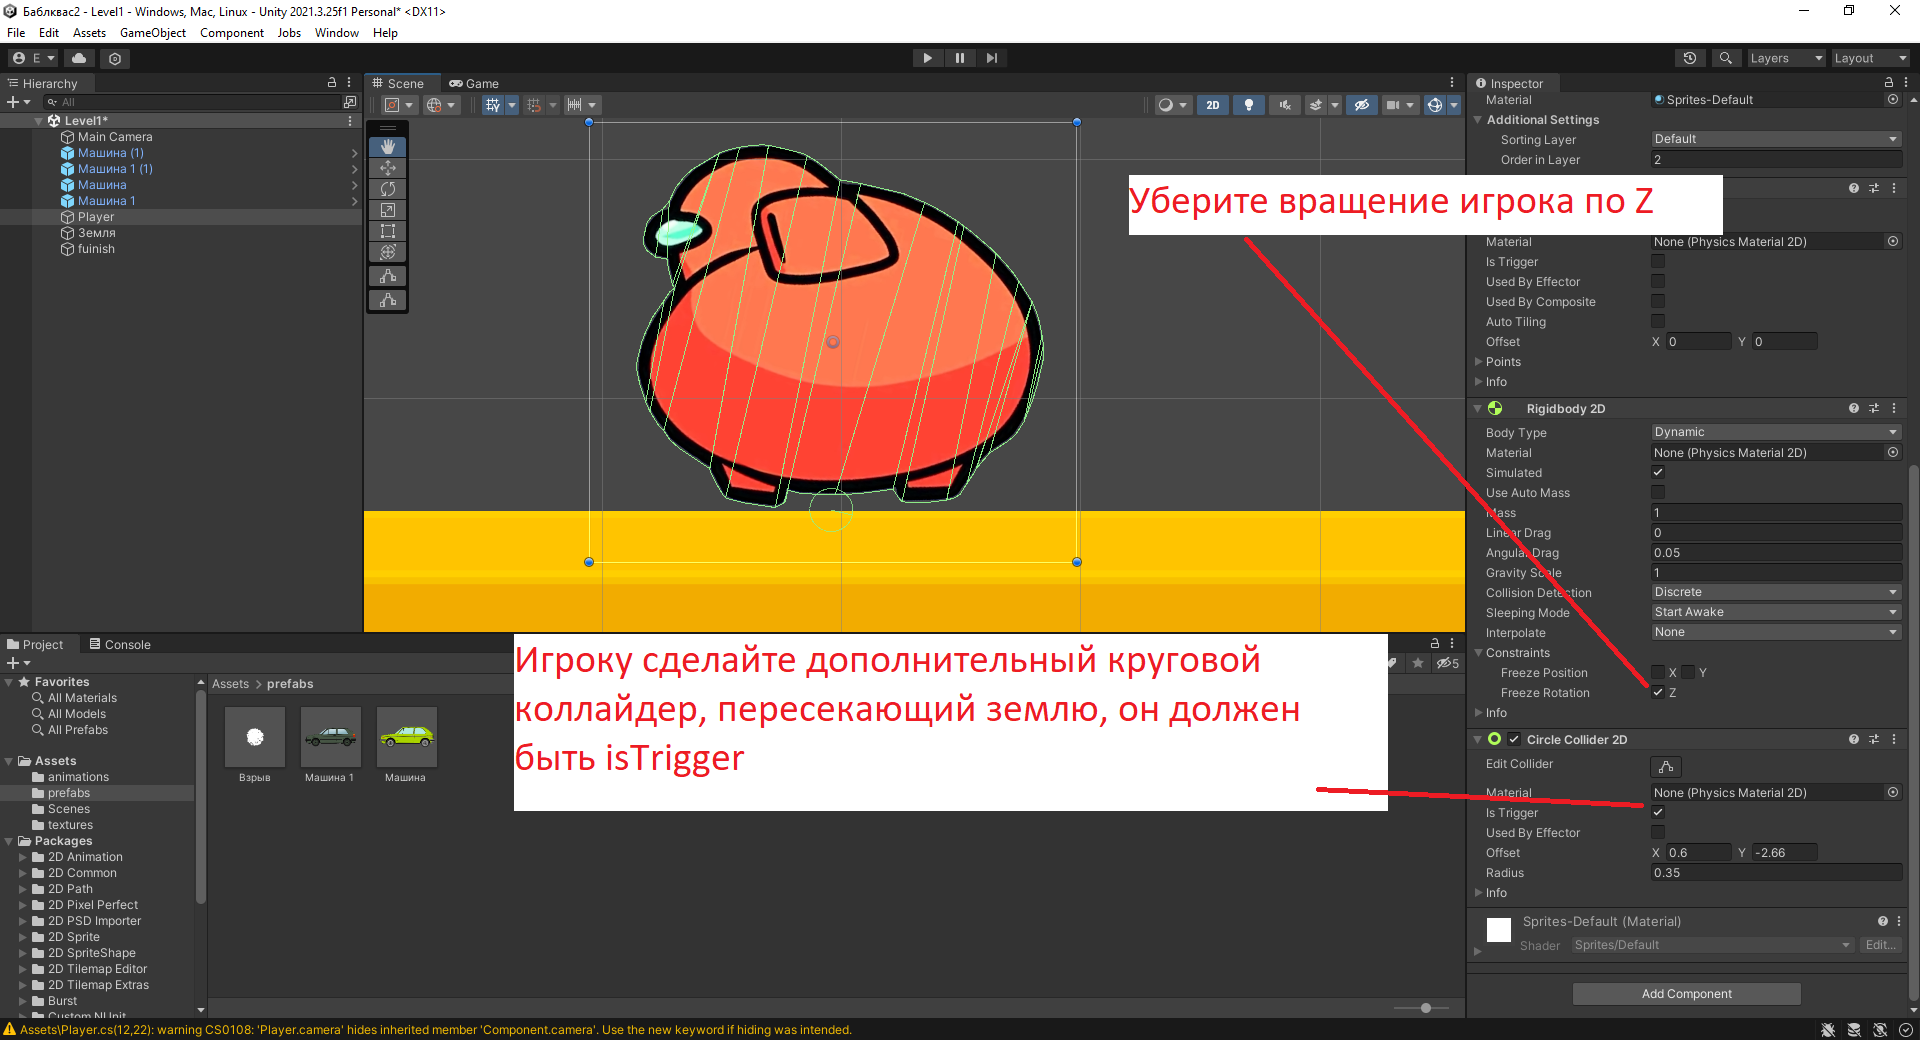 Баблквас2 - Level1 - Windows, Mac, Linux - Unity 2021.3.25f1 Personal* <DX11>
File Edit Assets GameObject Component Jobs Window Help
E
Layers
Layout
Hierarchy
All
Level1*
Main Camera
Машина (1)
Машина 1 (1)
Машина
Машина 1
Player
Земля
fuinish
Scene
Game
2D
Уберите вращение игрока по Z
Игроку сделайте дополнительный круговой
коллайдер, пересекающий землю, он должен
быть isTrigger
Inspector
Material Sprites-Default
Additional Settings
Sorting Layer Default
Order in Layer 2
Material None (Physics Material 2D)
Is Trigger
Used By Effector
Used By Composite
Auto Tiling
Offset X 0 Y 0
Points
Info
Rigidbody 2D
Body Type Dynamic
Material None (Physics Material 2D)
Simulated
Use Auto Mass
Mass 1
Linear Drag 0
Angular Drag 0.05
Gravity Scale 1
Collision Detection Discrete
Sleeping Mode Start Awake
Interpolate None
Constraints
Freeze Position X Y
Freeze Rotation Z
Info
Circle Collider 2D
Edit Collider
Material None (Physics Material 2D)
Is Trigger
Used By Effector
Offset X 0.6 Y -2.66
Radius 0.35
Info
Sprites-Default (Material)
Shader Sprites/Default Edit...
Add Component
Project
Console
5
Favorites
All Materials
All Models
All Prefabs
Assets
animations
prefabs
Scenes
textures
Packages
2D Animation
2D Common
2D Path
2D Pixel Perfect
2D PSD Importer
2D Sprite
2D SpriteShape
2D Tilemap Editor
2D Tilemap Extras
Burst
Custom NUnit
Assets > prefabs
Взрыв
Машина 1
Машина
Assets\Player.cs(12,22): warning CS0108: 'Player.camera' hides inherited member 'Component.camera'. Use the new keyword if hiding was intended.